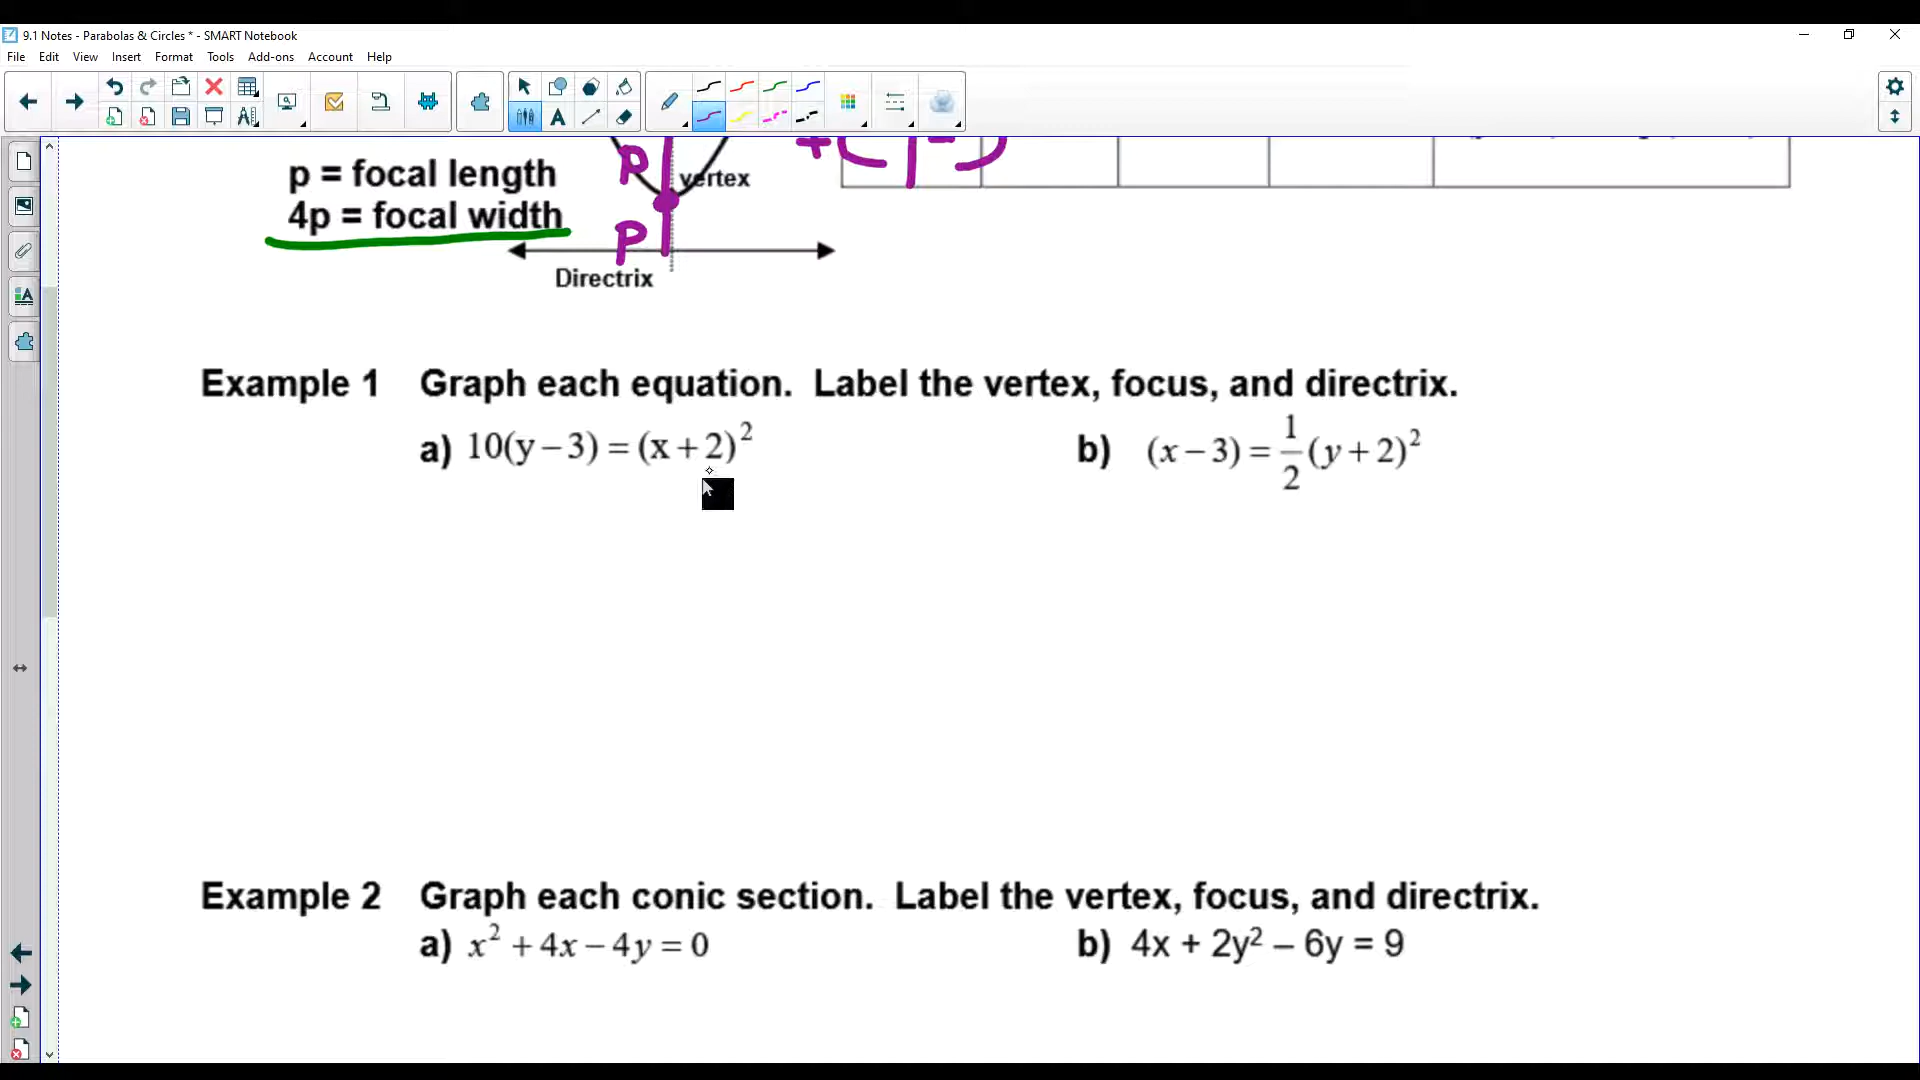 9.1 Notes - Parabolas & Circles * - SMART Notebook
File Edit View Insert Format Tools Add-ons Account Help
p = focal length
4p = focal width
p
vertex
p
Directrix
Example 1 Graph each equation. Label the vertex, focus, and directrix.
a) 10(y − 3) = (x + 2)² b) (x − 3) = 1/2 (y + 2)²
Example 2 Graph each conic section. Label the vertex, focus, and directrix.
a) x² + 4x − 4y = 0 b) 4x + 2y² – 6y = 9